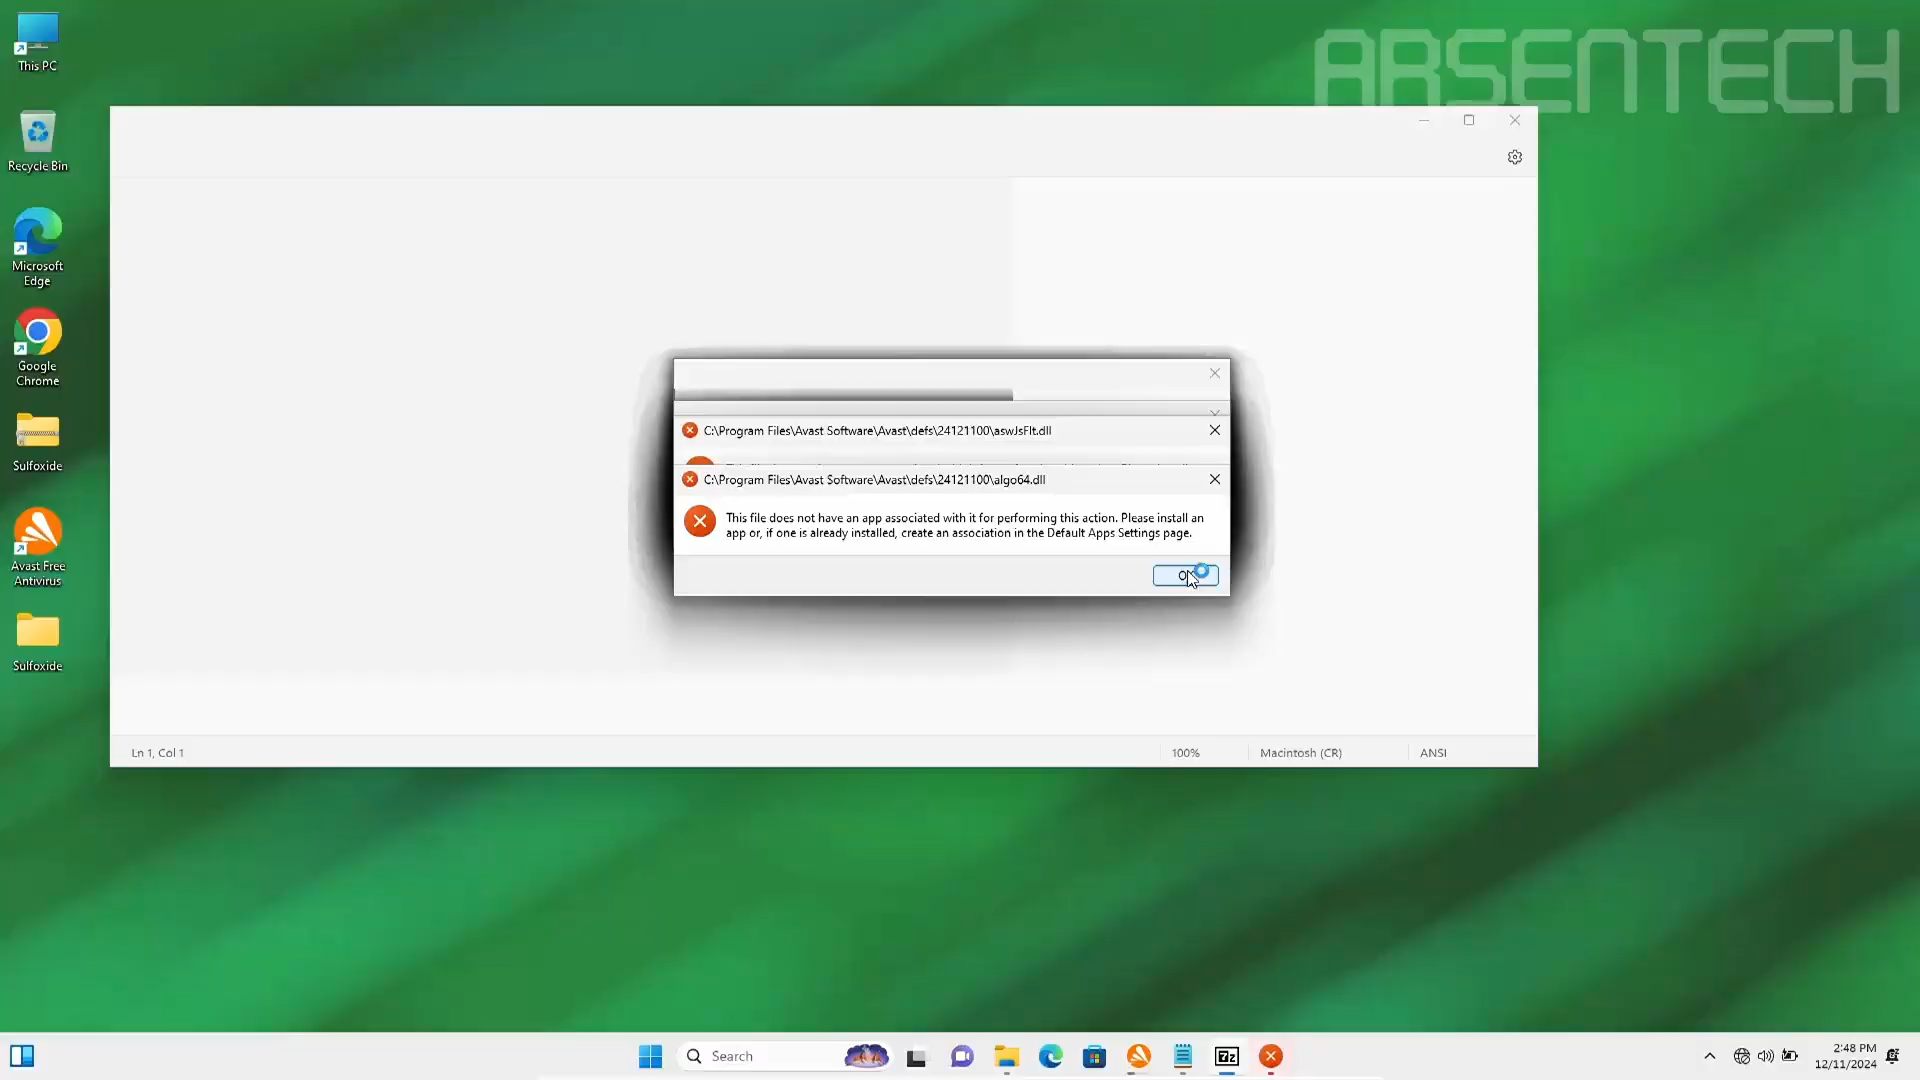 ARSENTECH
This PC
Recycle Bin
Microsoft
Edge
Google
Chrome
Sulfoxide
Avast Free
Antivirus
Sulfoxide
C:\Program Files\Avast Software\Avast\defs\24121100\aswJsFlt.dll
C:\Program Files\Avast Software\Avast\defs\24121100\algo64.dll
This file does not have an app associated with it for performing this action. Please install an
app or, if one is already installed, create an association in the Default Apps Settings page.
Ln 1, Col 1
100%
Macintosh (CR)
ANSI
Search
7z
2:48 PM
12/11/2024